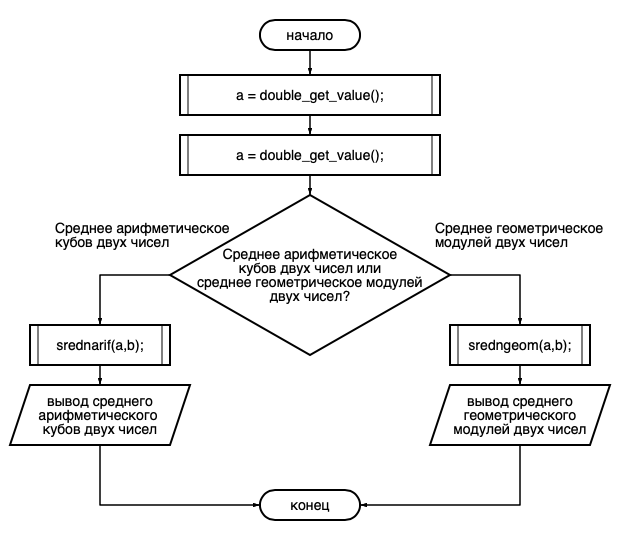 начало
a = double_get_value();
a = double_get_value();
Среднее арифметическое
кубов двух чисел
Среднее геометрическое
модулей двух чисел
Среднее арифметическое
кубов двух чисел или
среднее геометрическое модулей
двух чисел?
srednarif(a,b);
sredngeom(a,b);
вывод среднего
арифметического
кубов двух чисел
вывод среднего
геометрического
модулей двух чисел
конец